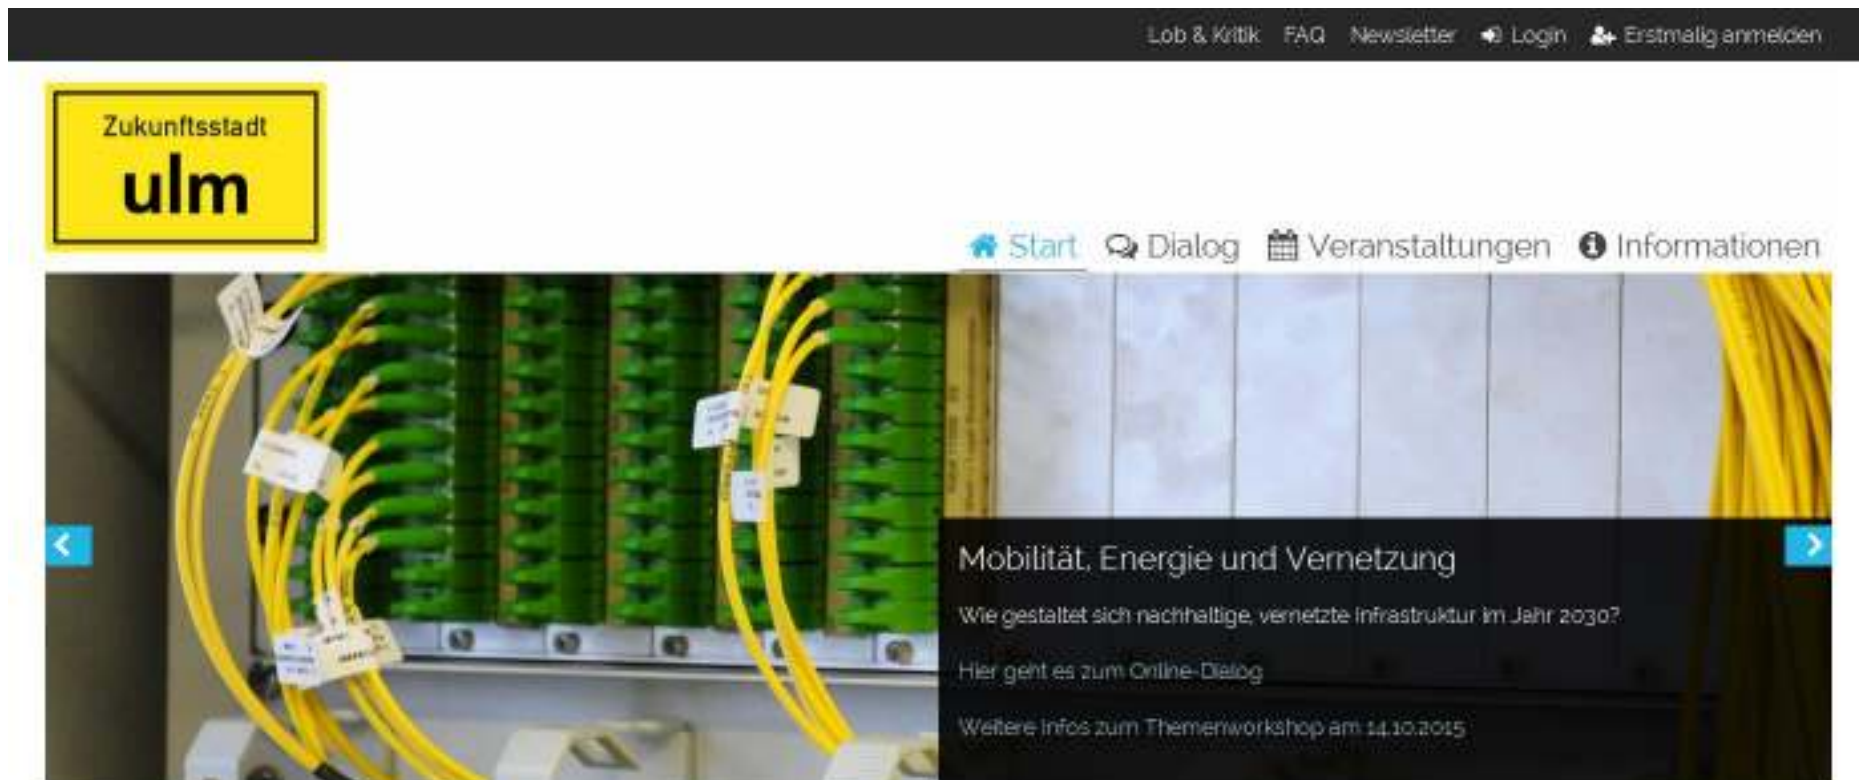 Lob & Kritik FAQ Newsletter Login Erstmalig anmelden
Zukunftsstadt
ulm
Start Dialog Veranstaltungen Informationen
Mobilität, Energie und Vernetzung
Wie gestaltet sich nachhaltige, vernetzte Infrastruktur im Jahr 2030?
Hier geht es zum Online-Dialog
Weitere Infos zum Themenworkshop am 14.10.2015